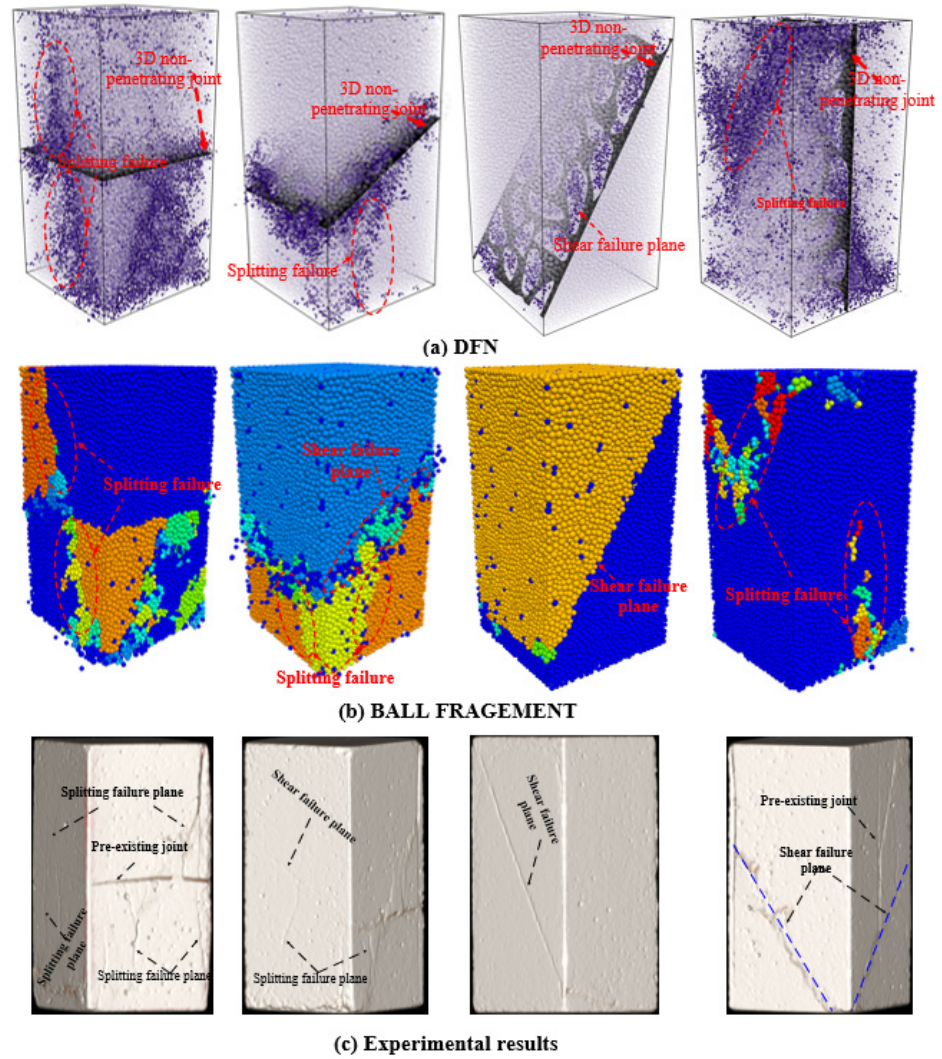 3D non-
penetrating joint
Splitting failure
3D non-
penetrating joint
Splitting failure
3D non-
penetrating joint
Shear failure plane
3D non-
penetrating joint
Splitting failure
(a) DFN
Splitting failure
Shear failure
plane
Splitting failure
Shear failure
plane
Splitting failure
(b) BALL FRAGEMENT
Splitting failure plane
Pre-existing joint
Splitting failure
plane
Splitting failure plane
Shear failure plane
Splitting failure plane
Shear failure
plane
Pre-existing joint
Shear failure
plane
(c) Experimental results